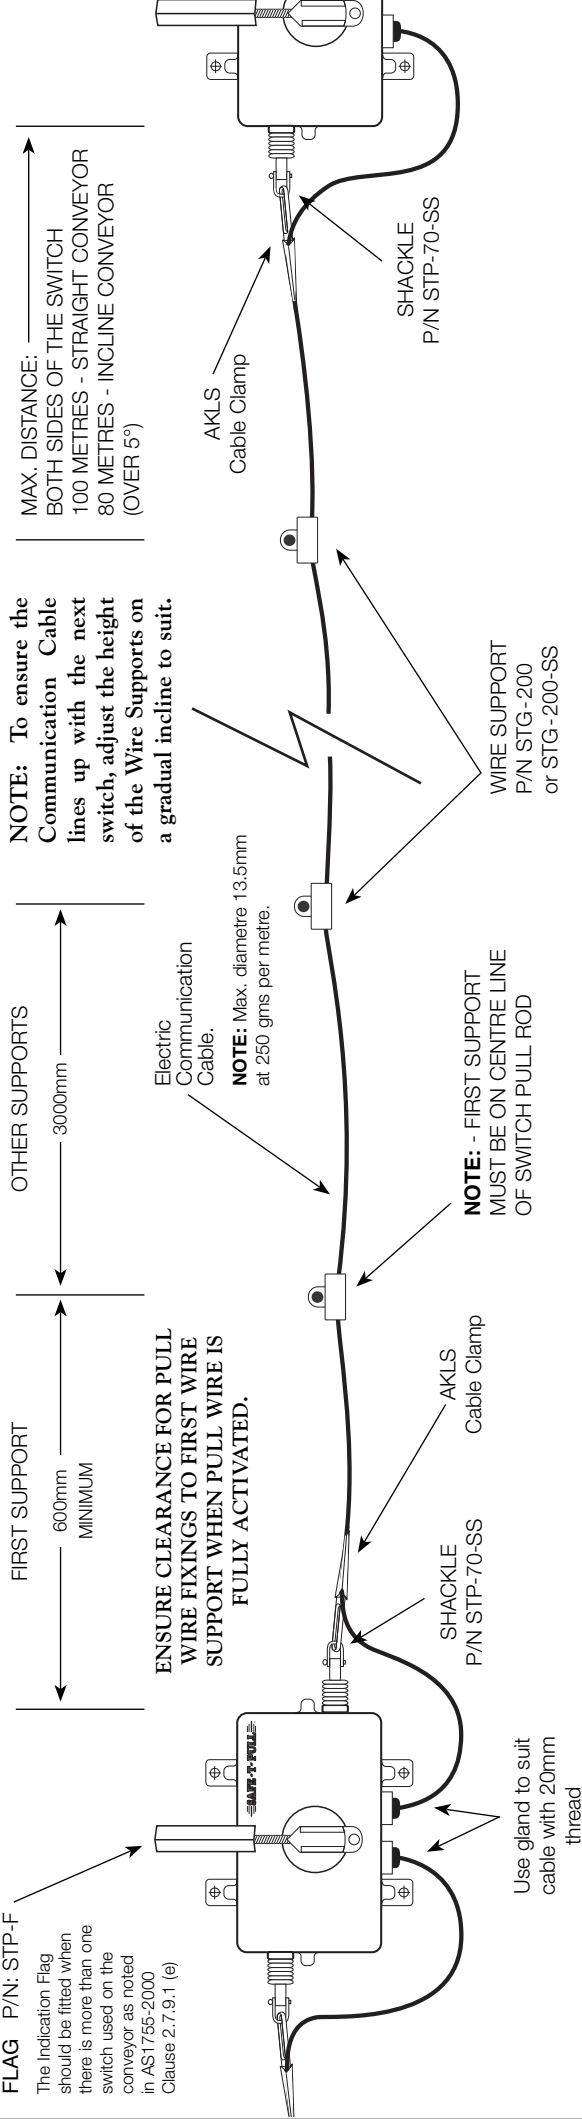 FLAG P/N: STP-F
The Indication Flag
should be fitted when
there is more than one
switch used on the
conveyor as noted
in AS1755-2000
Clause 2.7.9.1 (e)
SAFE-T-PULL
Use gland to suit
cable with 20mm
thread
FIRST SUPPORT
600mm
MINIMUM
ENSURE CLEARANCE FOR PULL
WIRE FIXINGS TO FIRST WIRE
SUPPORT WHEN PULL WIRE IS
FULLY ACTIVATED.
SHACKLE
P/N STP-70-SS
AKLS
Cable Clamp
OTHER SUPPORTS
3000mm
Electric
Communication
Cable.
NOTE: Max. diametre 13.5mm
at 250 gms per metre.
NOTE: - FIRST SUPPORT
MUST BE ON CENTRE LINE
OF SWITCH PULL ROD
NOTE: To ensure the
Communication Cable
lines up with the next
switch, adjust the height
of the Wire Supports on
a gradual incline to suit.
WIRE SUPPORT
P/N STG-200
or STG-200-SS
MAX. DISTANCE:
BOTH SIDES OF THE SWITCH
100 METRES - STRAIGHT CONVEYOR
80 METRES - INCLINE CONVEYOR
(OVER 5°)
AKLS
Cable Clamp
SHACKLE
P/N STP-70-SS